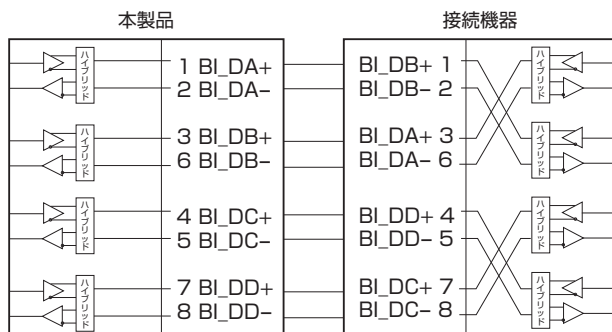 本製品
接続機器
ハイブリッド
1 BI_DA+
2 BI_DA-
ハイブリッド
3 BI_DB+
6 BI_DB-
ハイブリッド
4 BI_DC+
5 BI_DC-
ハイブリッド
7 BI_DD+
8 BI_DD-
BI_DB+ 1
BI_DB- 2
ハイブリッド
BI_DA+ 3
BI_DA- 6
ハイブリッド
BI_DD+ 4
BI_DD- 5
ハイブリッド
BI_DC+ 7
BI_DC- 8
ハイブリッド